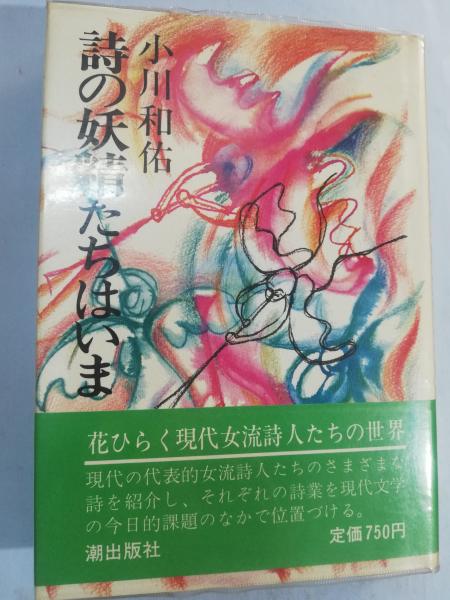 詩の妖精たちはいま
小川和佑
花ひらく現代女流詩人たちの世界
現代の代表的女流詩人たちのさまざまな
詩を紹介し、それぞれの詩業を現代文学
の今日的課題のなかで位置づける。
潮出版社
定価750円